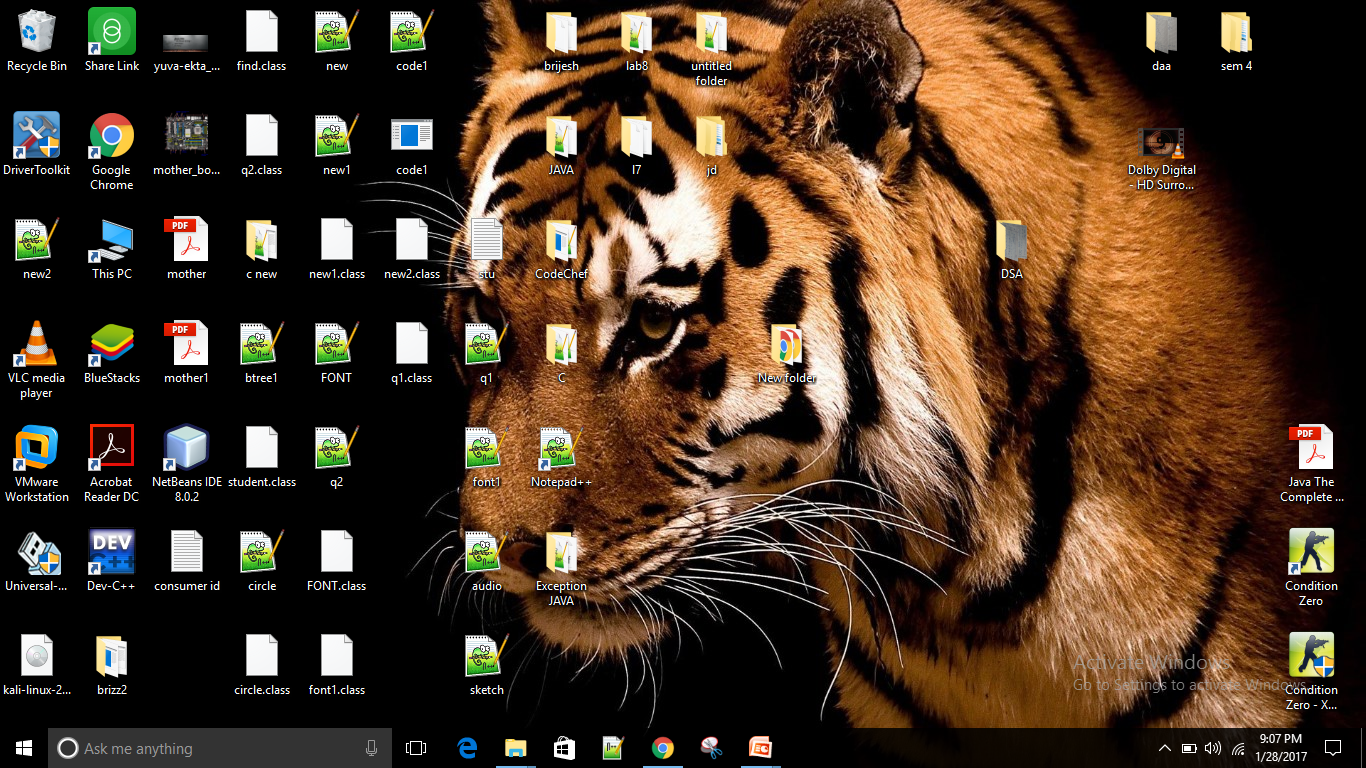 Recycle Bin
Share Link
yuva-ekta_...
find.class
new
code1
brijesh
lab8
untitled
folder
daa
sem 4
DriverToolkit
Google
Chrome
mother_bo...
q2.class
new1
code1
JAVA
l7
jd
Dolby Digital
- HD Surro...
new2
This PC
PDF
mother
c new
new1.class
new2.class
stu
CodeChef
DSA
VLC media
player
BlueStacks
PDF
mother1
btree1
FONT
q1.class
q1
C
New folder
VMware
Workstation
Acrobat
Reader DC
NetBeans IDE
8.0.2
student.class
q2
font1
Notepad++
PDF
Java The
Complete ...
Universal-...
DEV
C++
Dev-C++
consumer id
circle
FONT.class
audio
Exception
JAVA
Condition
Zero
kali-linux-2...
brizz2
circle.class
font1.class
sketch
Condition
Zero - X...
Activate Windows
Go to Settings to activate Windows.
Ask me anything
9:07 PM
1/28/2017